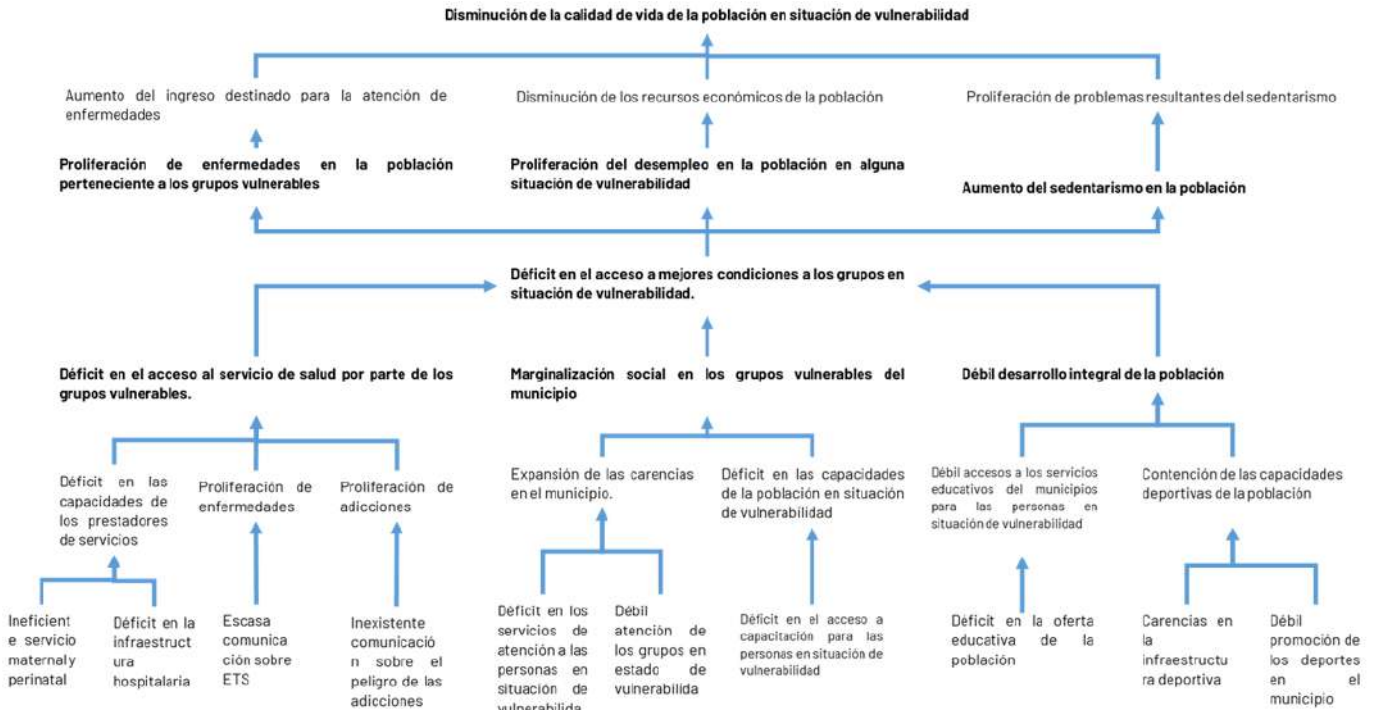 Disminución de la calidad de vida de la población en situación de vulnerabilidad
Aumento del ingreso destinado para la atención de
enfermedades
Disminución de los recursos económicos de la población
Proliferación de problemas resultantes del sedentarismo
Proliferación de enfermedades en la población
perteneciente a los grupos vulnerables
Proliferación del desempleo en la población en alguna
situación de vulnerabilidad
Aumento del sedentarismo en la población
Déficit en el acceso a mejores condiciones a los grupos en
situación de vulnerabilidad.
Déficit en el acceso al servicio de salud por parte de los
grupos vulnerables.
Marginalización social en los grupos vulnerables del
municipio
Débil desarrollo integral de la población
Déficit en las
capacidades de
los prestadores
de servicios
Proliferación de
enfermedades
Proliferación de
adicciones
Expansión de las carencias
en el municipio.
Déficit en las capacidades
de la población en situación
de vulnerabilidad
Débil accesos a los servicios
educativos del municipios
para las personas en
situación de vulnerabilidad
Contención de las capacidades
deportivas de la población
Ineficient
e servicio
maternal y
perinatal
Déficit en la
infraestruct
ura
hospitalaria
Escasa
comunica
ción sobre
ETS
Inexistente
comunicació
n sobre el
peligro de las
adicciones
Déficit en los
servicios de
atención a las
personas en
situación de
vulnerabilida
Débil
atención de
los grupos en
estado de
vulnerabilida
Déficit en el acceso a
capacitación para las
personas en situación de
vulnerabilidad
Déficit en la oferta
educativa de la
población
Carencias en
la
infraestructu
ra deportiva
Débil
promoción de
los deportes
en el
municipio